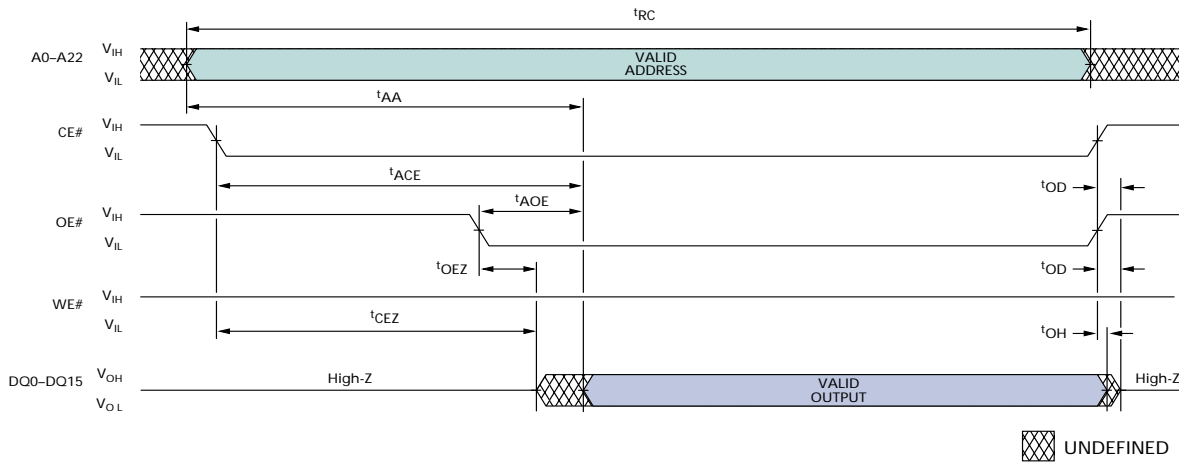 tRC
A0–A22 VIH
VIL
VALID
ADDRESS
tAA
CE# VIH
VIL
tACE
tOD
tAOE
OE# VIH
VIL
tOEZ
tOD
WE# VIH
VIL
tCEZ
tOH
DQ0–DQ15 VOH
VOL
High-Z
VALID
OUTPUT
High-Z
UNDEFINED